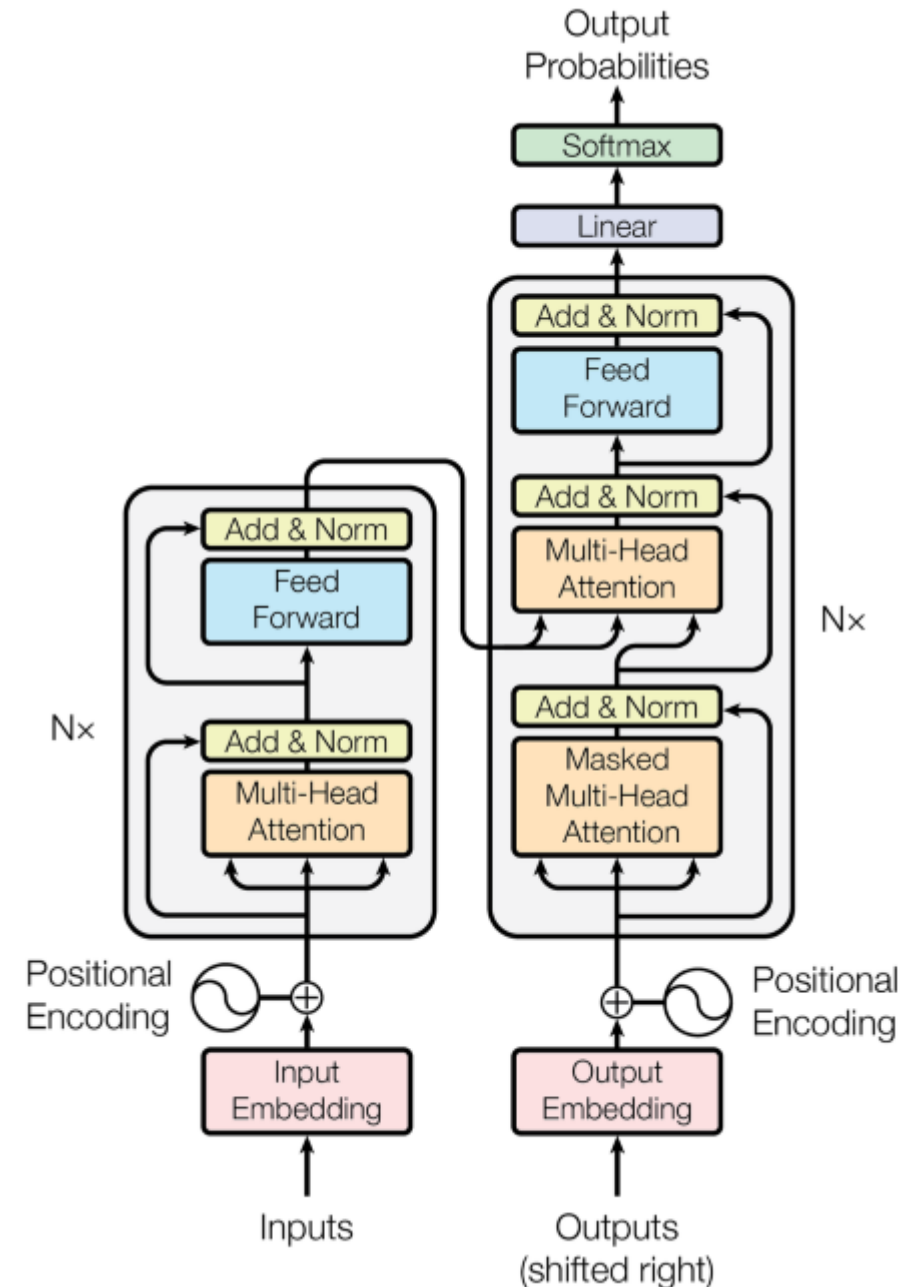 Output
Probabilities
Softmax
Linear
Add & Norm
Feed
Forward
Add & Norm
Multi-Head
Attention
Add & Norm
Masked
Multi-Head
Attention
Nx
Add & Norm
Feed
Forward
Add & Norm
Multi-Head
Attention
Nx
Positional
Encoding
Positional
Encoding
Input
Embedding
Output
Embedding
Inputs
Outputs
(shifted right)